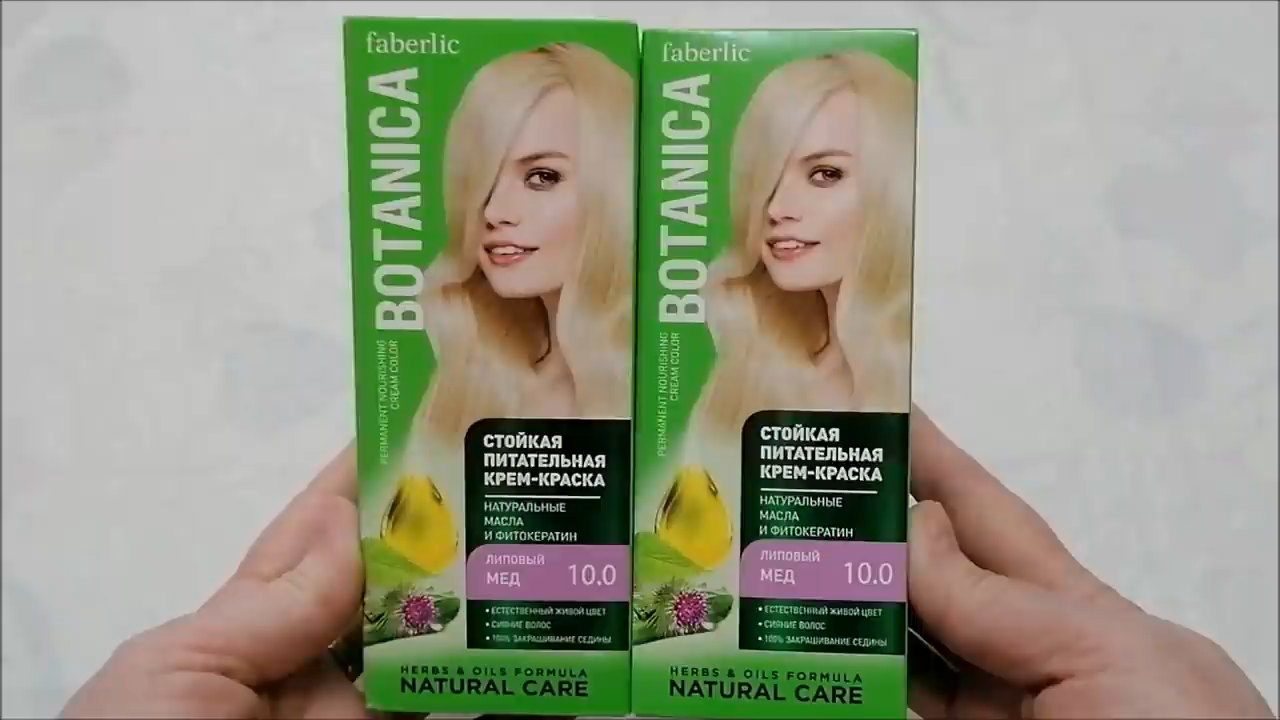 faberlic
BOTANICA
PERMANENT NOURISHING
CREAM COLOR
СТОЙКАЯ
ПИТАТЕЛЬНАЯ
КРЕМ-КРАСКА
НАТУРАЛЬНЫЕ
МАСЛА
И ФИТОКЕРАТИН
ЛИПОВЫЙ
МЕД 10.0
• ЕСТЕСТВЕННЫЙ ЖИВОЙ ЦВЕТ
• СИЯНИЕ ВОЛОС
• 100% ЗАКРАШИВАНИЕ СЕДИНЫ
HERBS & OILS FORMULA
NATURAL CARE
faberlic
BOTANICA
PERMANENT NOURISHING
CREAM COLOR
СТОЙКАЯ
ПИТАТЕЛЬНАЯ
КРЕМ-КРАСКА
НАТУРАЛЬНЫЕ
МАСЛА
И ФИТОКЕРАТИН
ЛИПОВЫЙ
МЕД 10.0
• ЕСТЕСТВЕННЫЙ ЖИВОЙ ЦВЕТ
• СИЯНИЕ ВОЛОС
• 100% ЗАКРАШИВАНИЕ СЕДИНЫ
HERBS & OILS FORMULA
NATURAL CARE